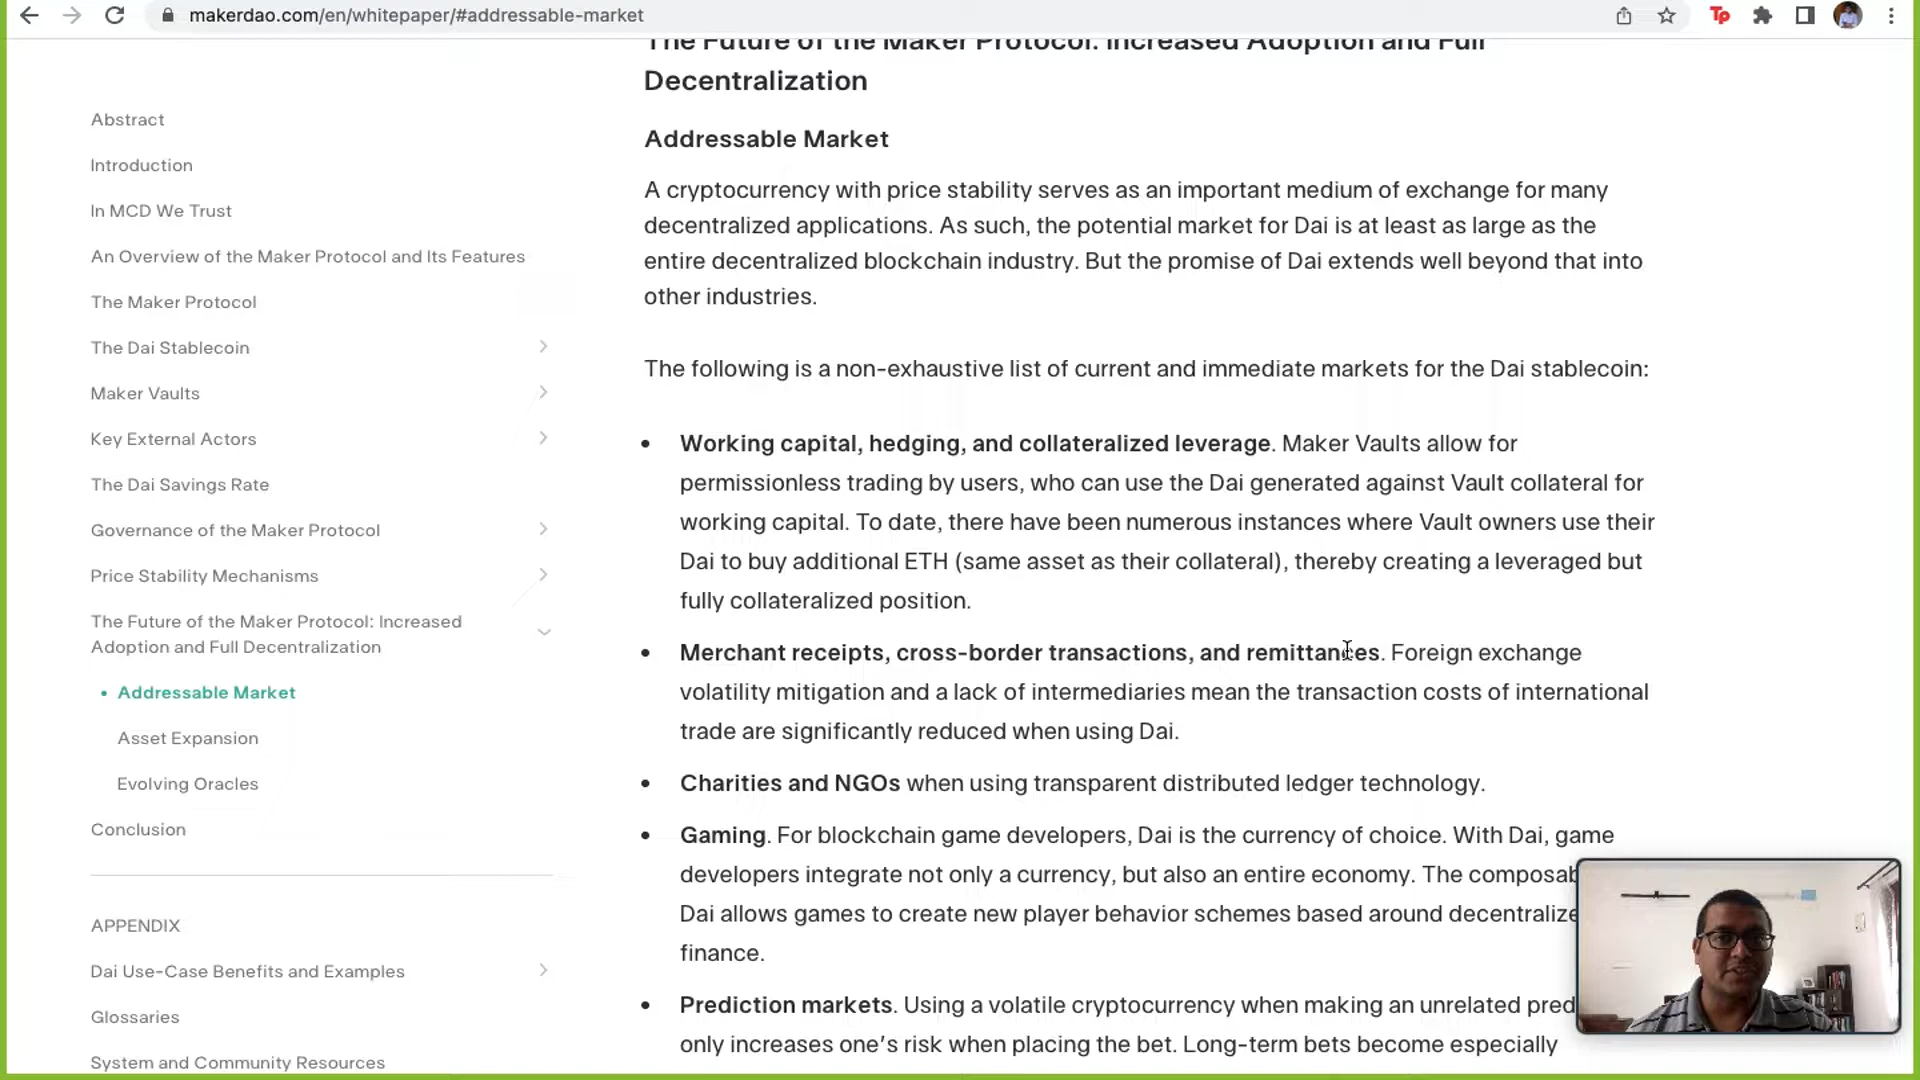 makerdao.com/en/whitepaper/#addressable-market
Tp
Abstract
Introduction
In MCD We Trust
An Overview of the Maker Protocol and Its Features
The Maker Protocol
The Dai Stablecoin
Maker Vaults
Key External Actors
The Dai Savings Rate
Governance of the Maker Protocol
Price Stability Mechanisms
The Future of the Maker Protocol: Increased
Adoption and Full Decentralization
Addressable Market
Asset Expansion
Evolving Oracles
Conclusion
APPENDIX
Dai Use-Case Benefits and Examples
Glossaries
System and Community Resources
The Future of the Maker Protocol: Increased Adoption and Full
Decentralization
Addressable Market
A cryptocurrency with price stability serves as an important medium of exchange for many
decentralized applications. As such, the potential market for Dai is at least as large as the
entire decentralized blockchain industry. But the promise of Dai extends well beyond that into
other industries.
The following is a non-exhaustive list of current and immediate markets for the Dai stablecoin:
• Working capital, hedging, and collateralized leverage. Maker Vaults allow for
permissionless trading by users, who can use the Dai generated against Vault collateral for
working capital. To date, there have been numerous instances where Vault owners use their
Dai to buy additional ETH (same asset as their collateral), thereby creating a leveraged but
fully collateralized position.
• Merchant receipts, cross-border transactions, and remittances. Foreign exchange
volatility mitigation and a lack of intermediaries mean the transaction costs of international
trade are significantly reduced when using Dai.
• Charities and NGOs when using transparent distributed ledger technology.
• Gaming. For blockchain game developers, Dai is the currency of choice. With Dai, game
developers integrate not only a currency, but also an entire economy. The composab
Dai allows games to create new player behavior schemes based around decentralize
finance.
• Prediction markets. Using a volatile cryptocurrency when making an unrelated pred
only increases one's risk when placing the bet. Long-term bets become especially